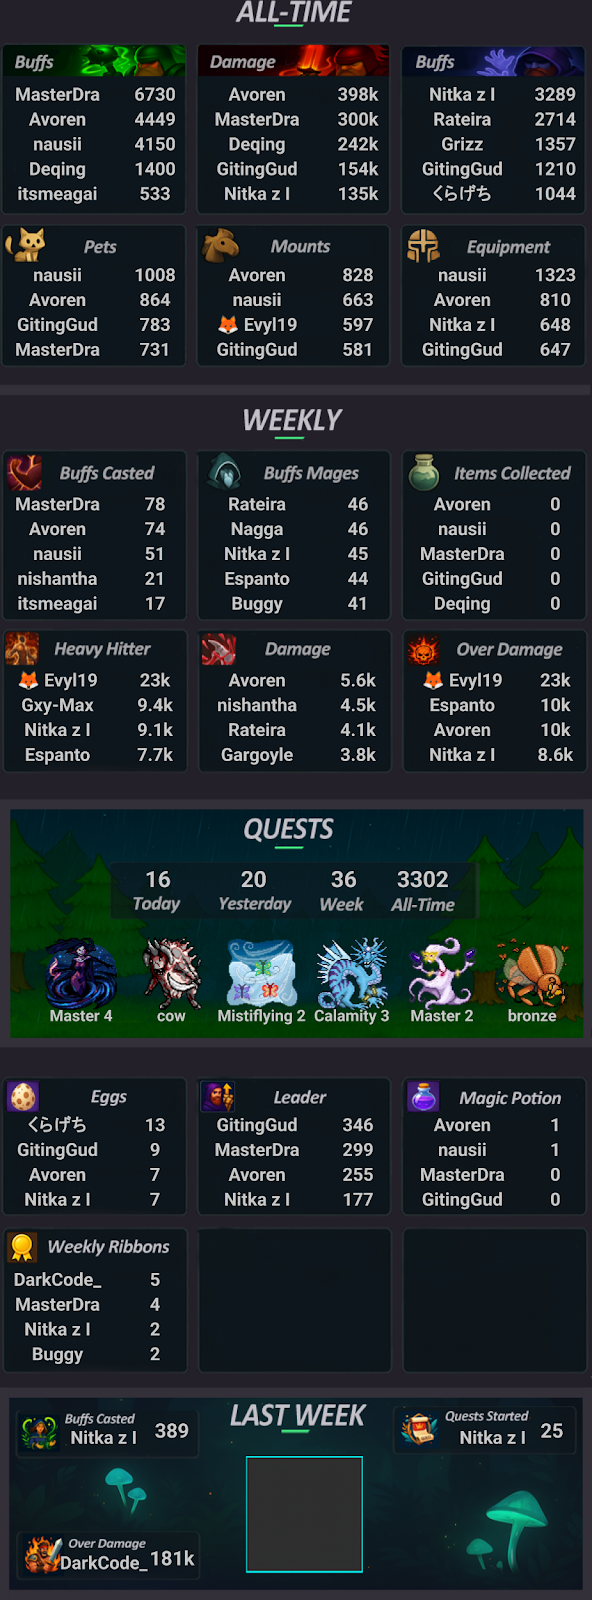 ALL-TIME
Buffs
MasterDra 6730
Avoren 4449
nausii 4150
Deqing 1400
itsmeagai 533
Damage
Avoren 398k
MasterDra 300k
Deqing 242k
GitingGud 154k
Nitka z l 135k
Buffs
Nitka z l 3289
Rateira 2714
Grizz 1357
GitingGud 1210
くらげち 1044
Pets
nausii 1008
Avoren 864
GitingGud 783
MasterDra 731
Mounts
Avoren 828
nausii 663
🦊 Evyl19 597
GitingGud 581
Equipment
nausii 1323
Avoren 810
Nitka z l 648
GitingGud 647
WEEKLY
Buffs Casted
MasterDra 78
Avoren 74
nausii 51
nishantha 21
itsmeagai 17
Buffs Mages
Rateira 46
Nagga 46
Nitka z l 45
Espanto 44
Buggy 41
Items Collected
Avoren 0
nausii 0
MasterDra 0
GitingGud 0
Deqing 0
Heavy Hitter
🦊 Evyl19 23k
Gxy-Max 9.4k
Nitka z l 9.1k
Espanto 7.7k
Damage
Avoren 5.6k
nishantha 4.5k
Rateira 4.1k
Gargoyle 3.8k
Over Damage
🦊 Evyl19 23k
Espanto 10k
Avoren 10k
Nitka z l 8.6k
QUESTS
16 20 36 3302
Today Yesterday Week All-Time
Master 4 cow Mistiflying 2 Calamity 3 Master 2 bronze
Eggs
くらげち 13
GitingGud 9
Avoren 7
Nitka z l 7
Leader
GitingGud 346
MasterDra 299
Avoren 255
Nitka z l 177
Magic Potion
Avoren 1
nausii 1
MasterDra 0
GitingGud 0
Weekly Ribbons
DarkCode_ 5
MasterDra 4
Nitka z l 2
Buggy 2
LAST WEEK
Buffs Casted
Nitka z l 389
Quests Started
Nitka z l 25
Over Damage
DarkCode_ 181k